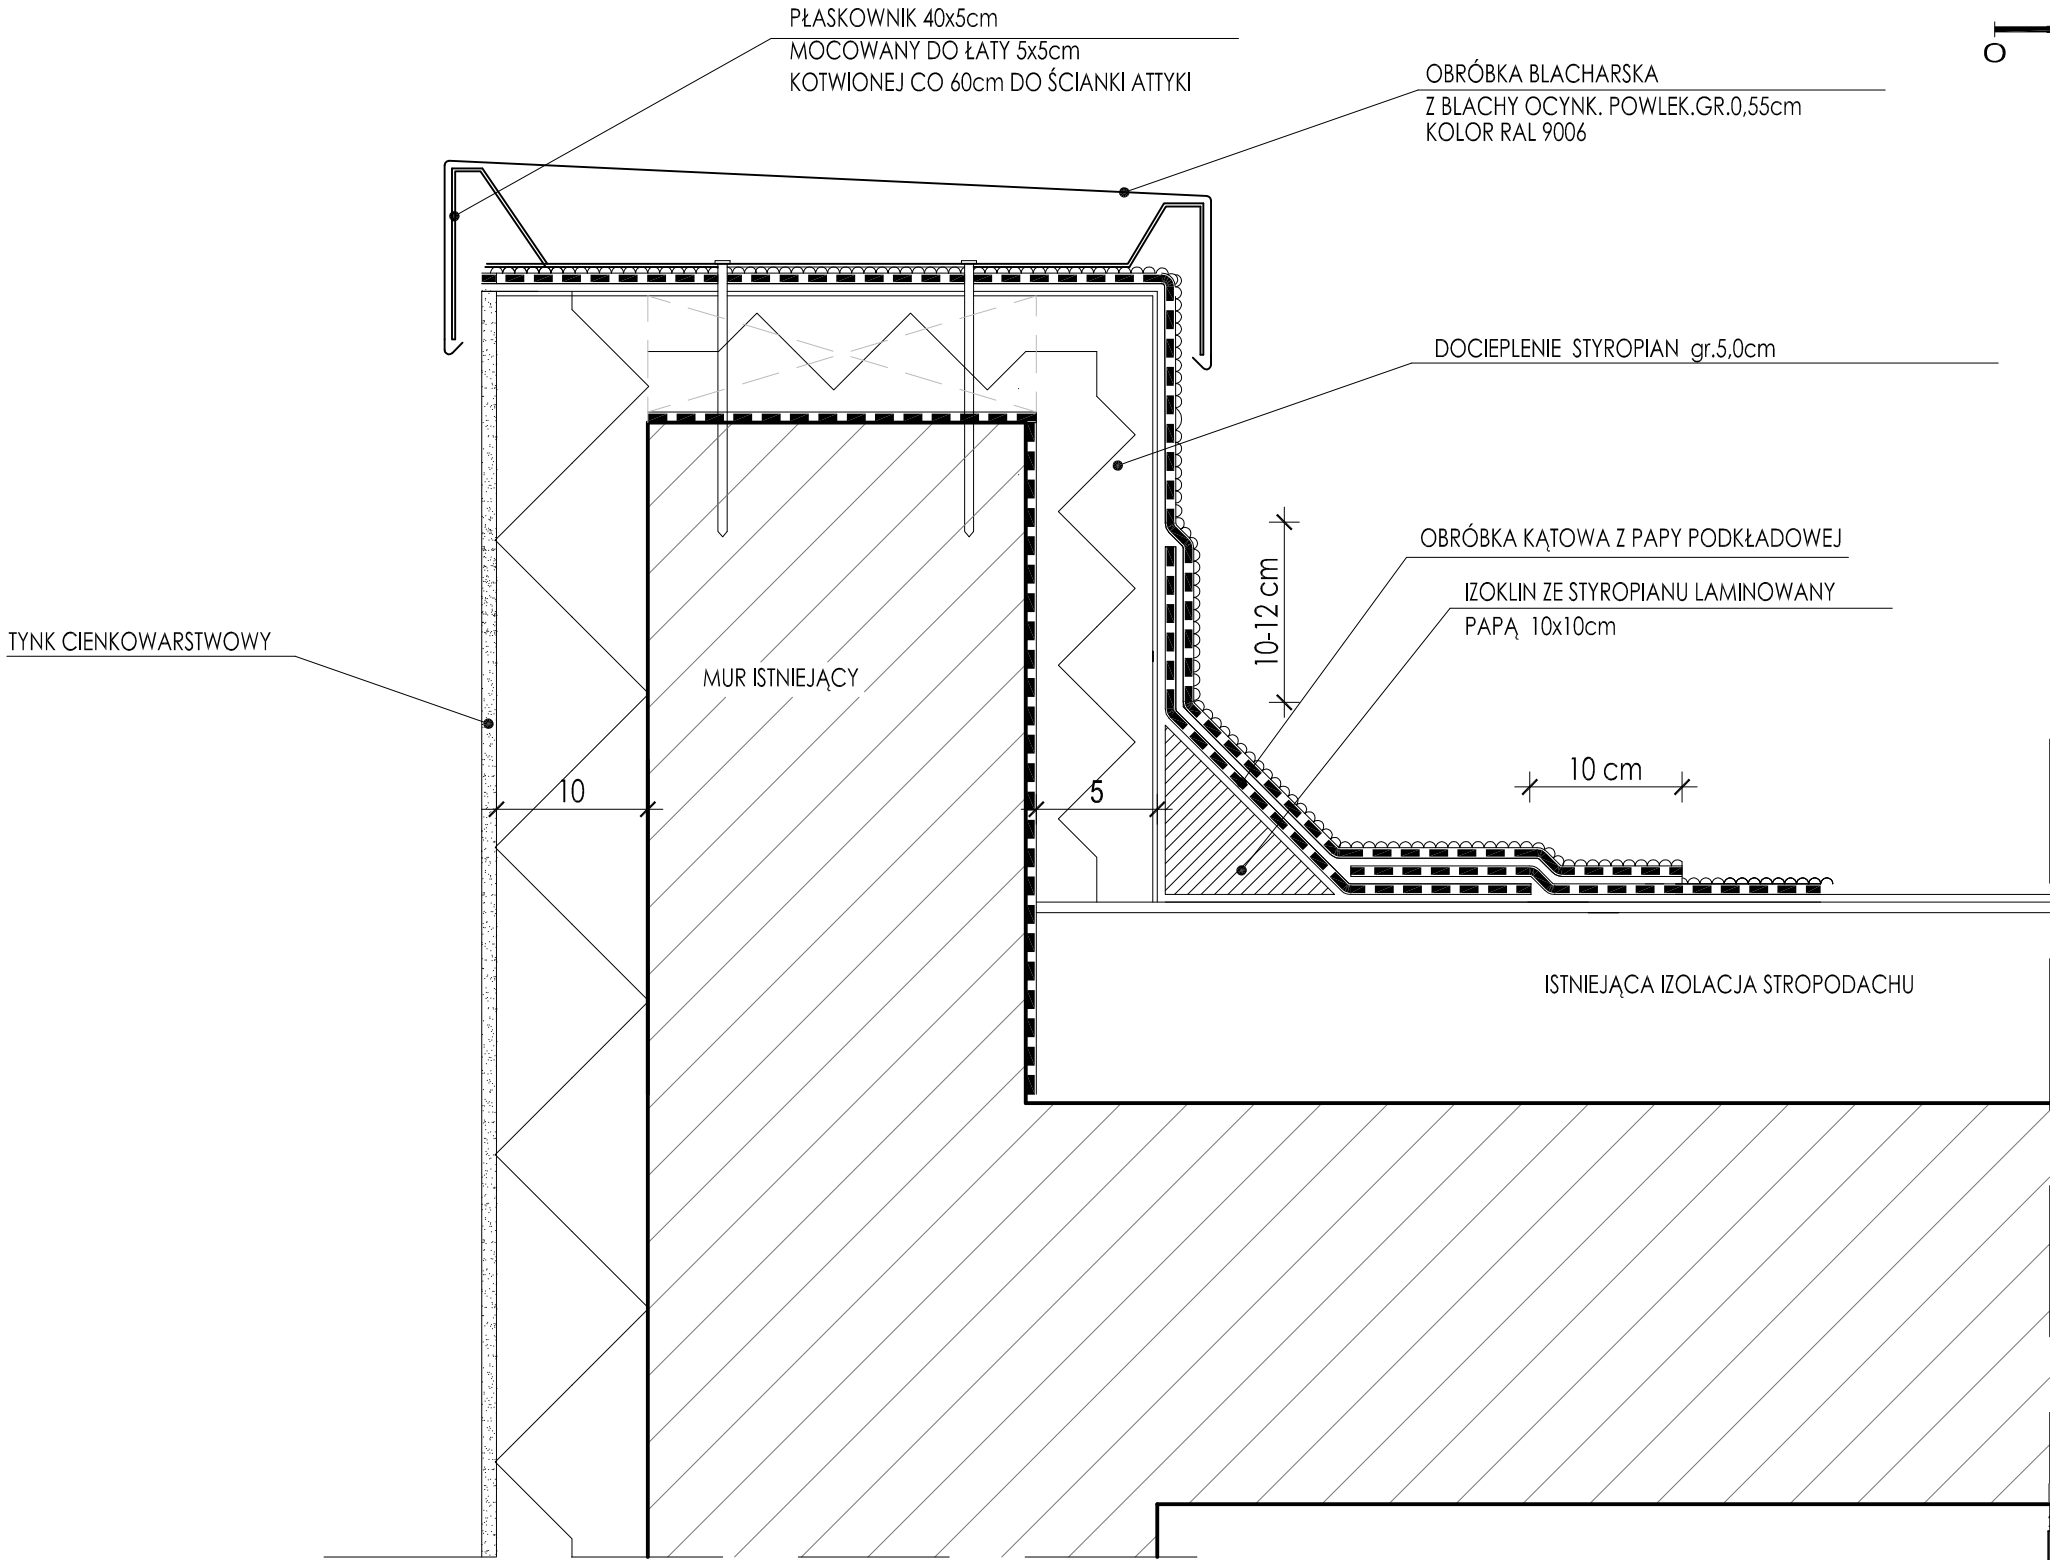 PŁASKOWNIK 40x5cm
MOCOWANY DO ŁATY 5x5cm
KOTWIONEJ CO 60cm DO ŚCIANKI ATTYKI
O
OBRÓBKA BLACHARSKA
Z BLACHY OCYNK. POWLEK.GR.0,55cm
KOLOR RAL 9006
DOCIEPLENIE STYROPIAN gr.5,0cm
OBRÓBKA KĄTOWA Z PAPY PODKŁADOWEJ
10-12 cm
IZOKLIN ZE STYROPIANU LAMINOWANY
PAPĄ 10x10cm
TYNK CIENKOWARSTWOWY
MUR ISTNIEJĄCY
10 cm
10
5
ISTNIEJĄCA IZOLACJA STROPODACHU